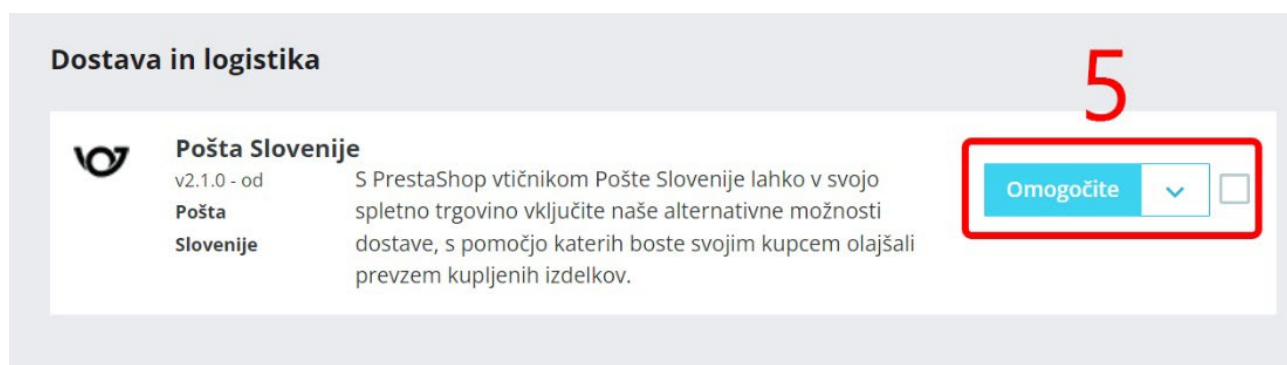 Dostava in logistika
5
Pošta Slovenije
v2.1.0 - od
Pošta
Slovenije
S PrestaShop vtičnikom Pošte Slovenije lahko v svojo
spletno trgovino vključite naše alternativne možnosti
dostave, s pomočjo katerih boste svojim kupcem olajšali
prevzem kupljenih izdelkov.
Omogočite